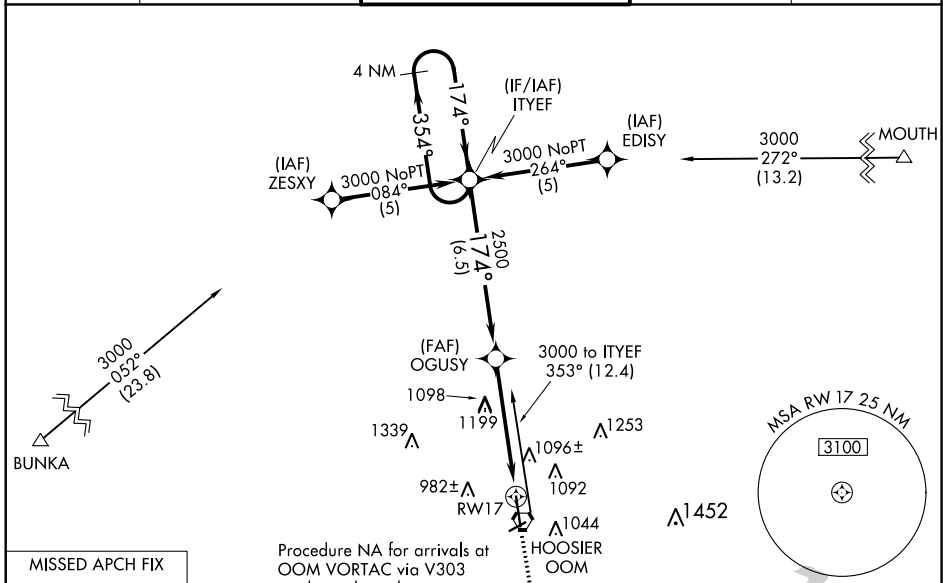 4 NM
174°
354°
(IF/IAF)
ITYEF
(IAF)
EDISY
3000
272°
(13.2)
MOUTH
(IAF)
ZESXY
3000 NoPT
084°
(5)
3000 NoPT
264°
(5)
2500
174°
(6.5)
3000
052°
(23.8)
BUNKA
(FAF)
OGUSY
3000 to ITYEF
353° (12.4)
1098
1199
1339
1253
1096±
1092
982±
RW17
1044
1452
HOOSIER
OOM
MSA RW 17 25 NM
3100
MISSED APCH FIX
Procedure NA for arrivals at
OOM VORTAC via V303